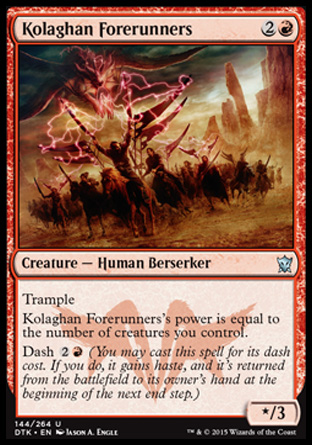 Kolaghan Forerunners 2
Creature — Human Berserker
Trample
Kolaghan Forerunners's power is equal to
the number of creatures you control.
Dash 2 (You may cast this spell for its dash
cost. If you do, it gains haste, and it's returned
from the battlefield to its owner's hand at the
beginning of the next end step.)
*/3
144/264 U
DTK • EN JASON A. ENGLE
™ & © 2015 Wizards of the Coast